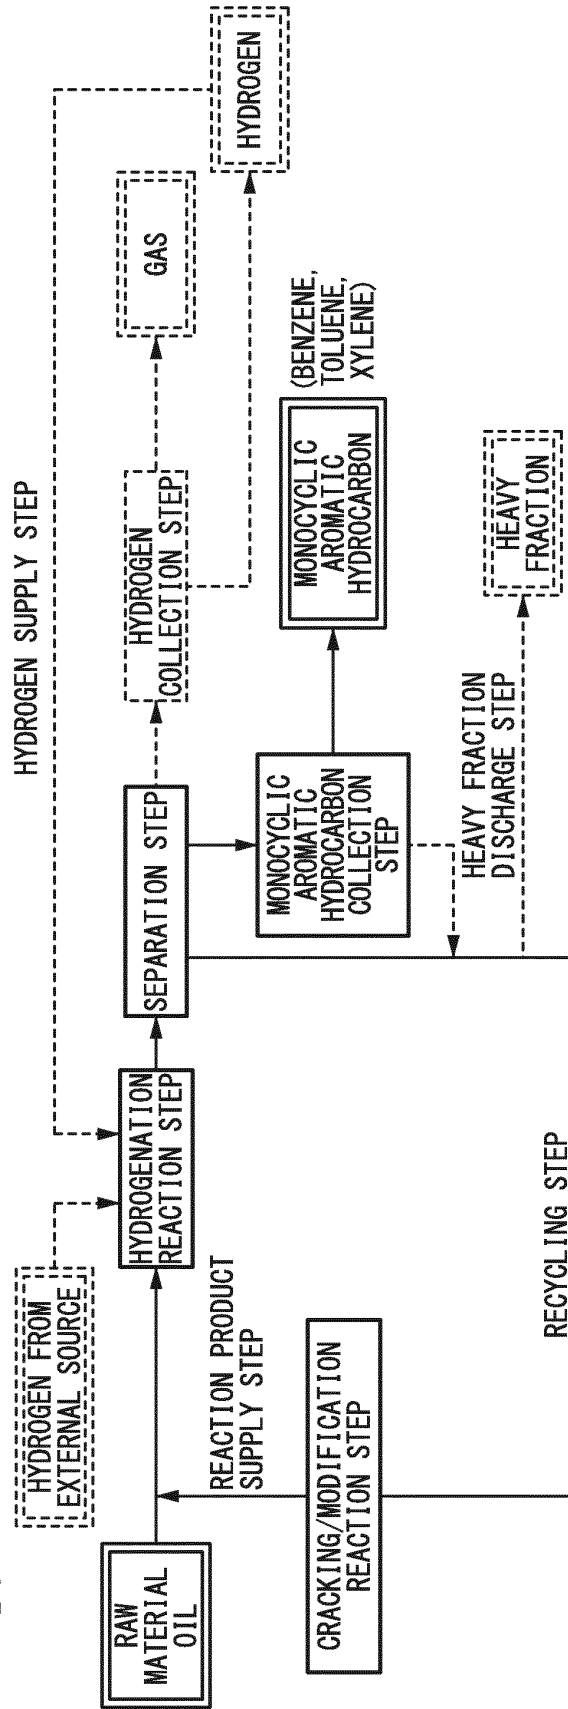 HYDROGEN SUPPLY STEP
HYDROGEN FROM
EXTERNAL SOURCE
RAW
MATERIAL
OIL
HYDROGENATION
REACTION STEP
SEPARATION STEP
HYDROGEN
COLLECTION STEP
GAS
HYDROGEN
REACTION PRODUCT
SUPPLY STEP
MONOCYCLIC
AROMATIC
HYDROCARBON
COLLECTION
STEP
MONOCYCLIC
AROMATIC
HYDROCARBON
(BENZENE,
TOLUENE,
XYLENE)
CRACKING/MODIFICATION
REACTION STEP
HEAVY FRACTION
DISCHARGE STEP
HEAVY
FRACTION
RECYCLING STEP